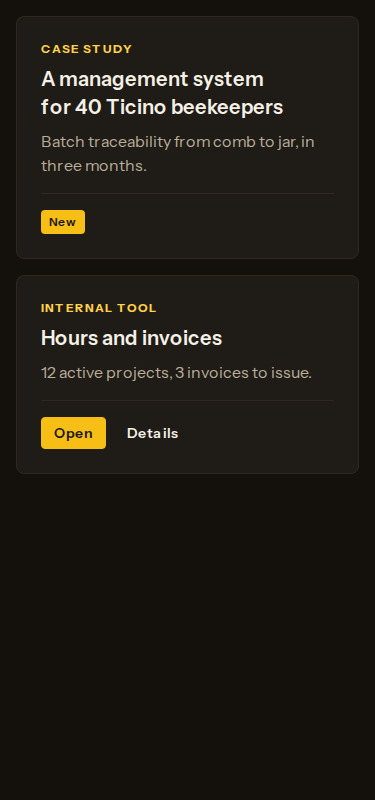 CASE STUDY
A management system
for 40 Ticino beekeepers
Batch traceability from comb to jar, in
three months.
New
INTERNAL TOOL
Hours and invoices
12 active projects, 3 invoices to issue.
Open
Details